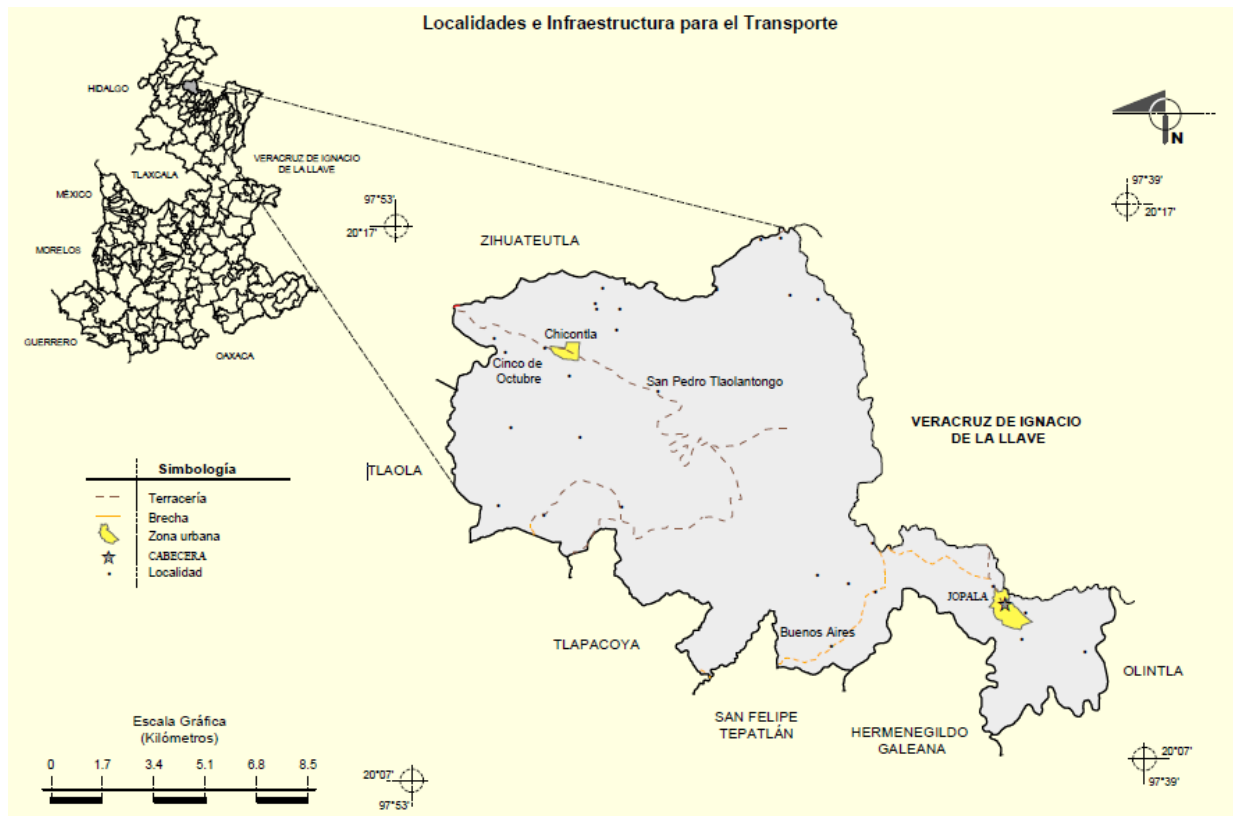 Localidades e Infraestructura para el Transporte
HIDALGO
VERACRUZ DE IGNACIO
DE LA LLAVE
TLAXCALA
MÉXICO
MORELOS
GUERRERO
OAXACA
N
97°53'
20°17'
97°39'
20°17'
ZIHUATEUTLA
Chicontla
Cinco de
Octubre
San Pedro Tlaolantongo
VERACRUZ DE IGNACIO
DE LA LLAVE
TLAOLA
Simbología
Terracería
Brecha
Zona urbana
CABECERA
Localidad
JOPALA
Buenos Aires
TLAPACOYA
OLINTLA
SAN FELIPE
TEPATLÁN
HERMENEGILDO
GALEANA
Escala Gráfica
(Kilómetros)
0 1.7 3.4 5.1 6.8 8.5
20°07'
97°53'
20°07'
97°39'